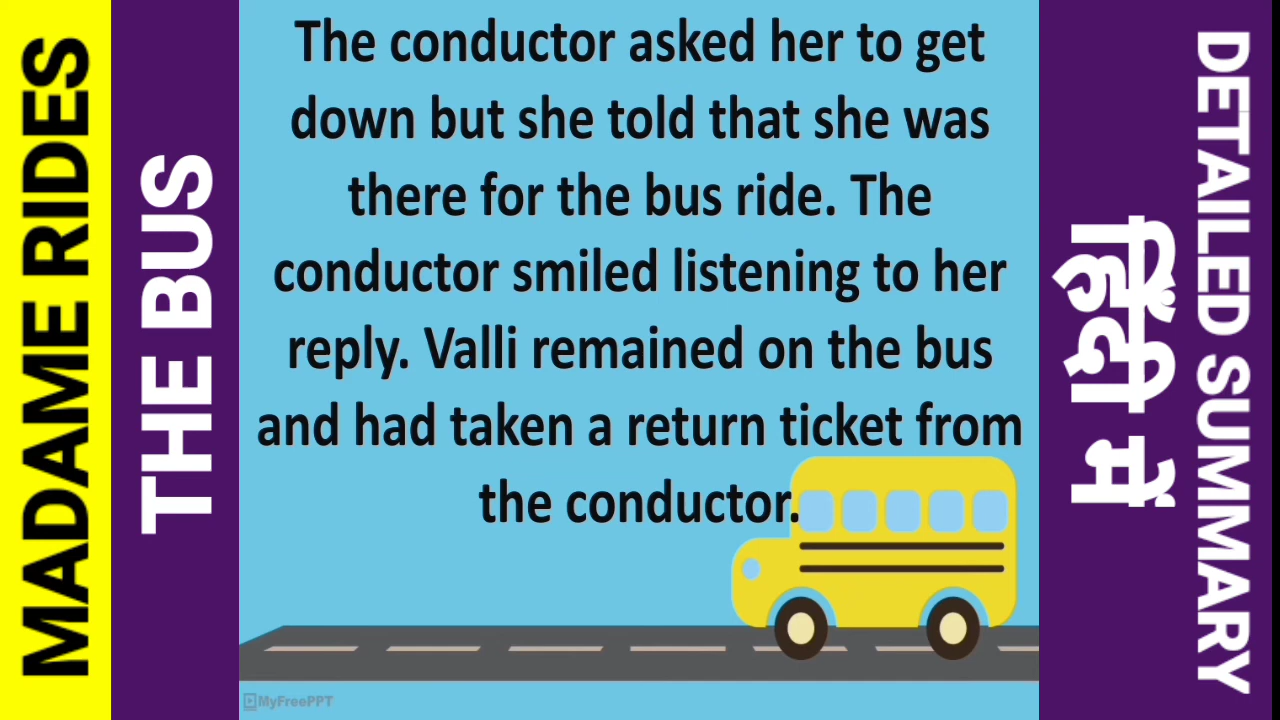 MADAME RIDES
THE BUS
The conductor asked her to get
down but she told that she was
there for the bus ride. The
conductor smiled listening to her
reply. Valli remained on the bus
and had taken a return ticket from
the conductor.
MyFreePPT
हिंदी में
DETAILED SUMMARY